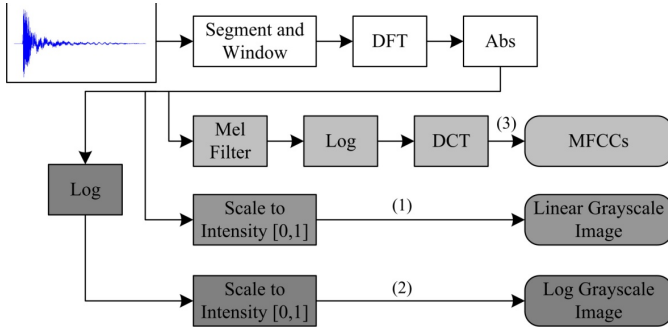 Segment and
Window
DFT
Abs
Mel
Filter
Log
DCT
(3)
MFCCs
Log
Scale to
Intensity [0,1]
(1)
Linear Grayscale
Image
Scale to
Intensity [0,1]
(2)
Log Grayscale
Image